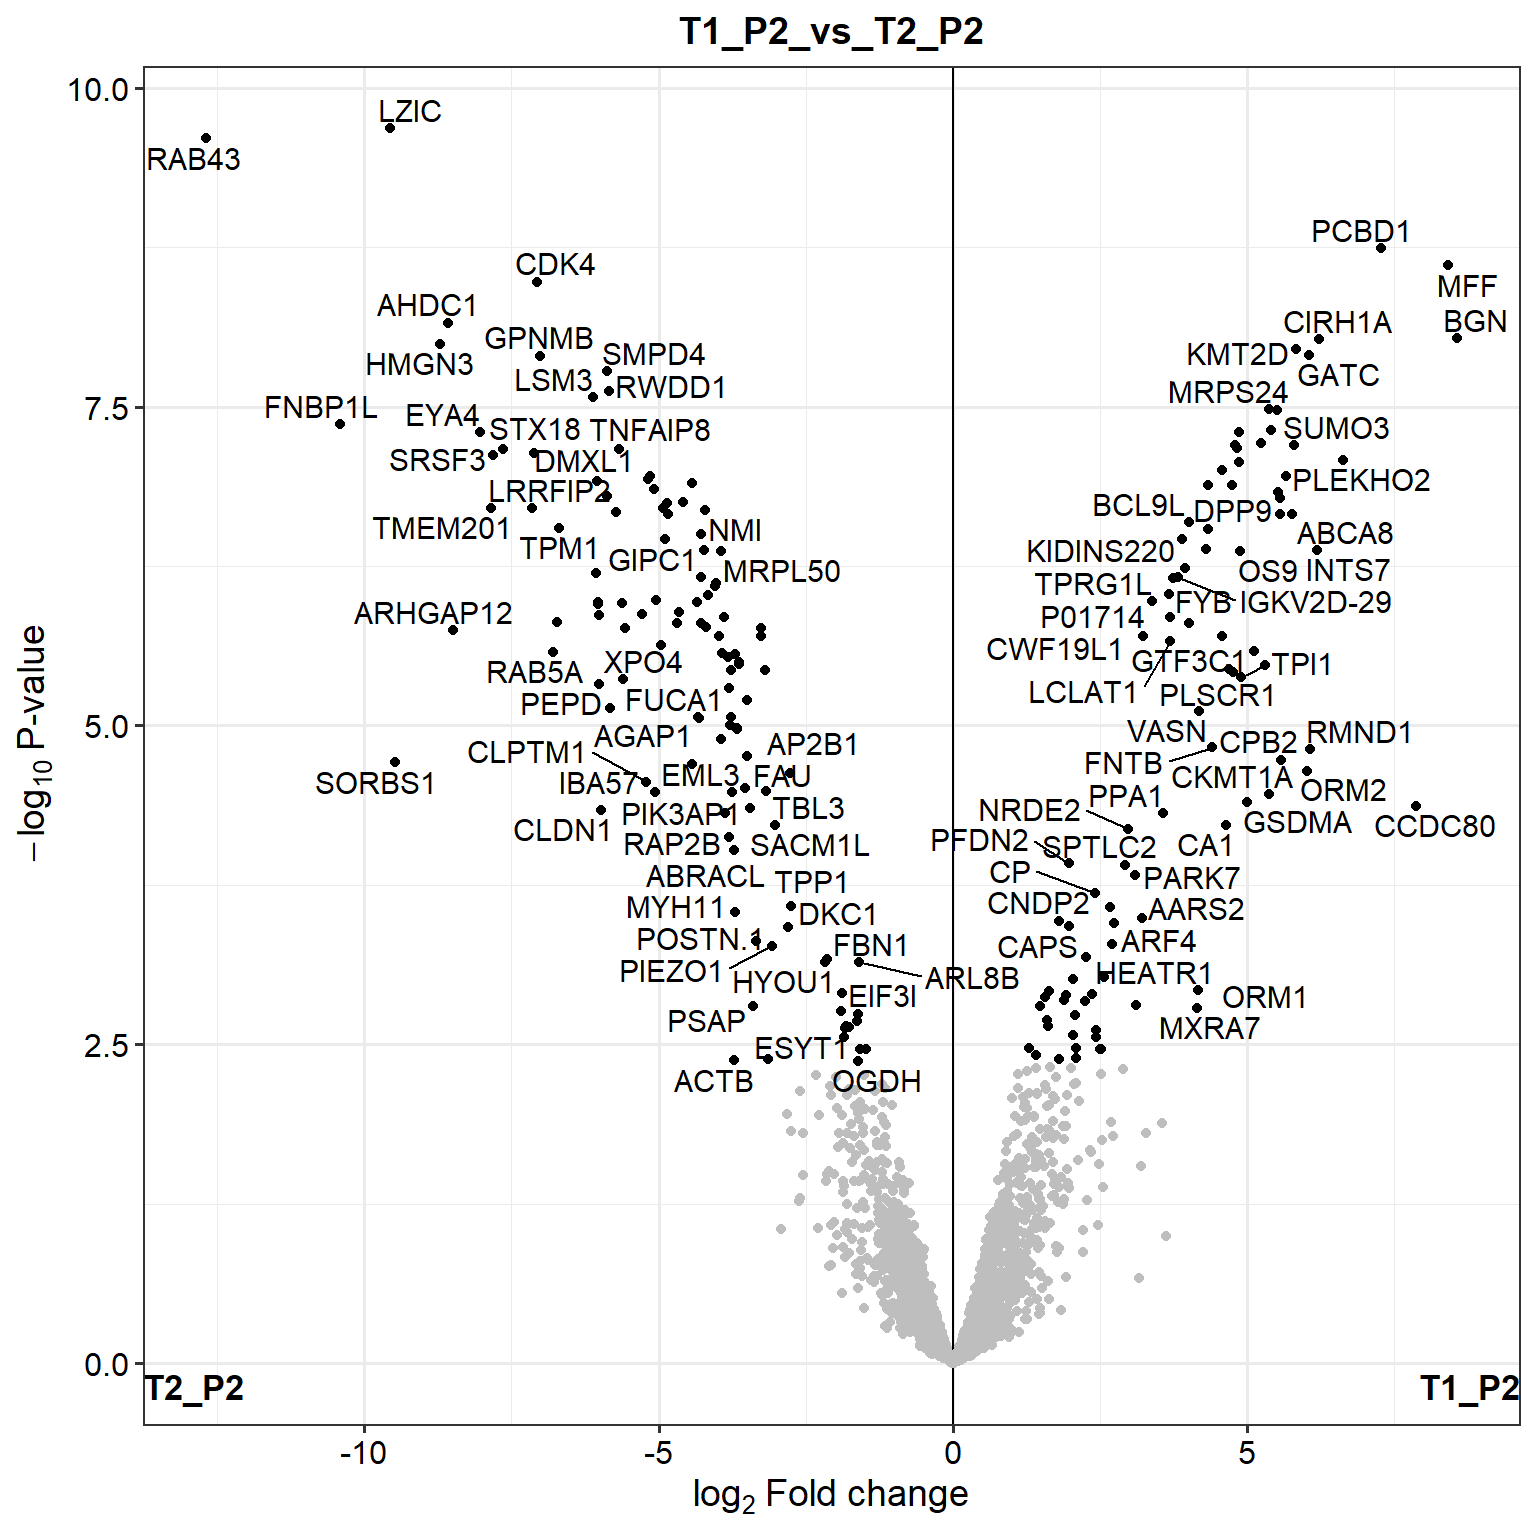 T1_P2_vs_T2_P2
10.0
LZIC
RAB43
PCBD1
CDK4
MFF
AHDC1
BGN
CIRH1A
GPNMB
SMPD4
KMT2D
HMGN3
GATC
LSM3
RWDD1
MRPS24
7.5
FNBP1L
EYA4
STX18
TNFAIP8
SUMO3
SRSF3
DMXL1
PLEKHO2
LRRFIP2
BCL9L
DPP9
TMEM201
NMI
ABCA8
TPM1
KIDINS220
GIPC1
MRPL50
OS9
INTS7
TPRG1L
FYB
IGKV2D-29
ARHGAP12
P01714
CWF19L1
GTF3C1
TPI1
XPO4
RAB5A
LCLAT1
PLSCR1
FUCA1
PEPD
5.0
VASN
RMND1
AGAP1
AP2B1
CPB2
CLPTM1
FNTB
EML3
FAU
CKMT1A
SORBS1
IBA57
ORM2
PPA1
TBL3
NRDE2
PIK3AP1
GSDMA
CCDC80
CLDN1
PFDN2
RAP2B
SACM1L
SPTLC2
CA1
CP
ABRACL
TPP1
PARK7
CNDP2
MYH11
DKC1
AARS2
POSTN.1
FBN1
CAPS
ARF4
PIEZO1
HYOU1
ARL8B
HEATR1
EIF3I
ORM1
PSAP
MXRA7
2.5
ESYT1
ACTB
OGDH
0.0
T2_P2
T1_P2
-10
-5
0
5
log2 Fold change
−log10 P-value